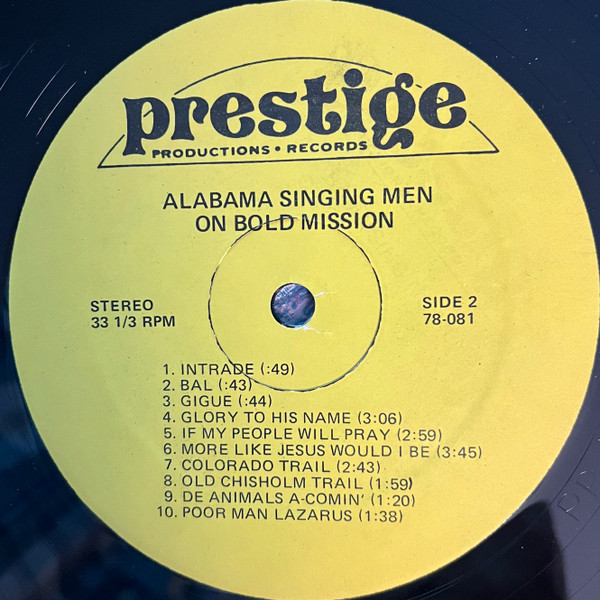 prestige
PRODUCTIONS • RECORDS
ALABAMA SINGING MEN
ON BOLD MISSION
STEREO
33 1/3 RPM
SIDE 2
78-081
1. INTRADE (:49)
2. BAL (:43)
3. GIGUE (:44)
4. GLORY TO HIS NAME (3:06)
5. IF MY PEOPLE WILL PRAY (2:59)
6. MORE LIKE JESUS WOULD I BE (3:45)
7. COLORADO TRAIL (2:43)
8. OLD CHISHOLM TRAIL (1:59)
9. DE ANIMALS A-COMIN' (1:20)
10. POOR MAN LAZARUS (1:38)